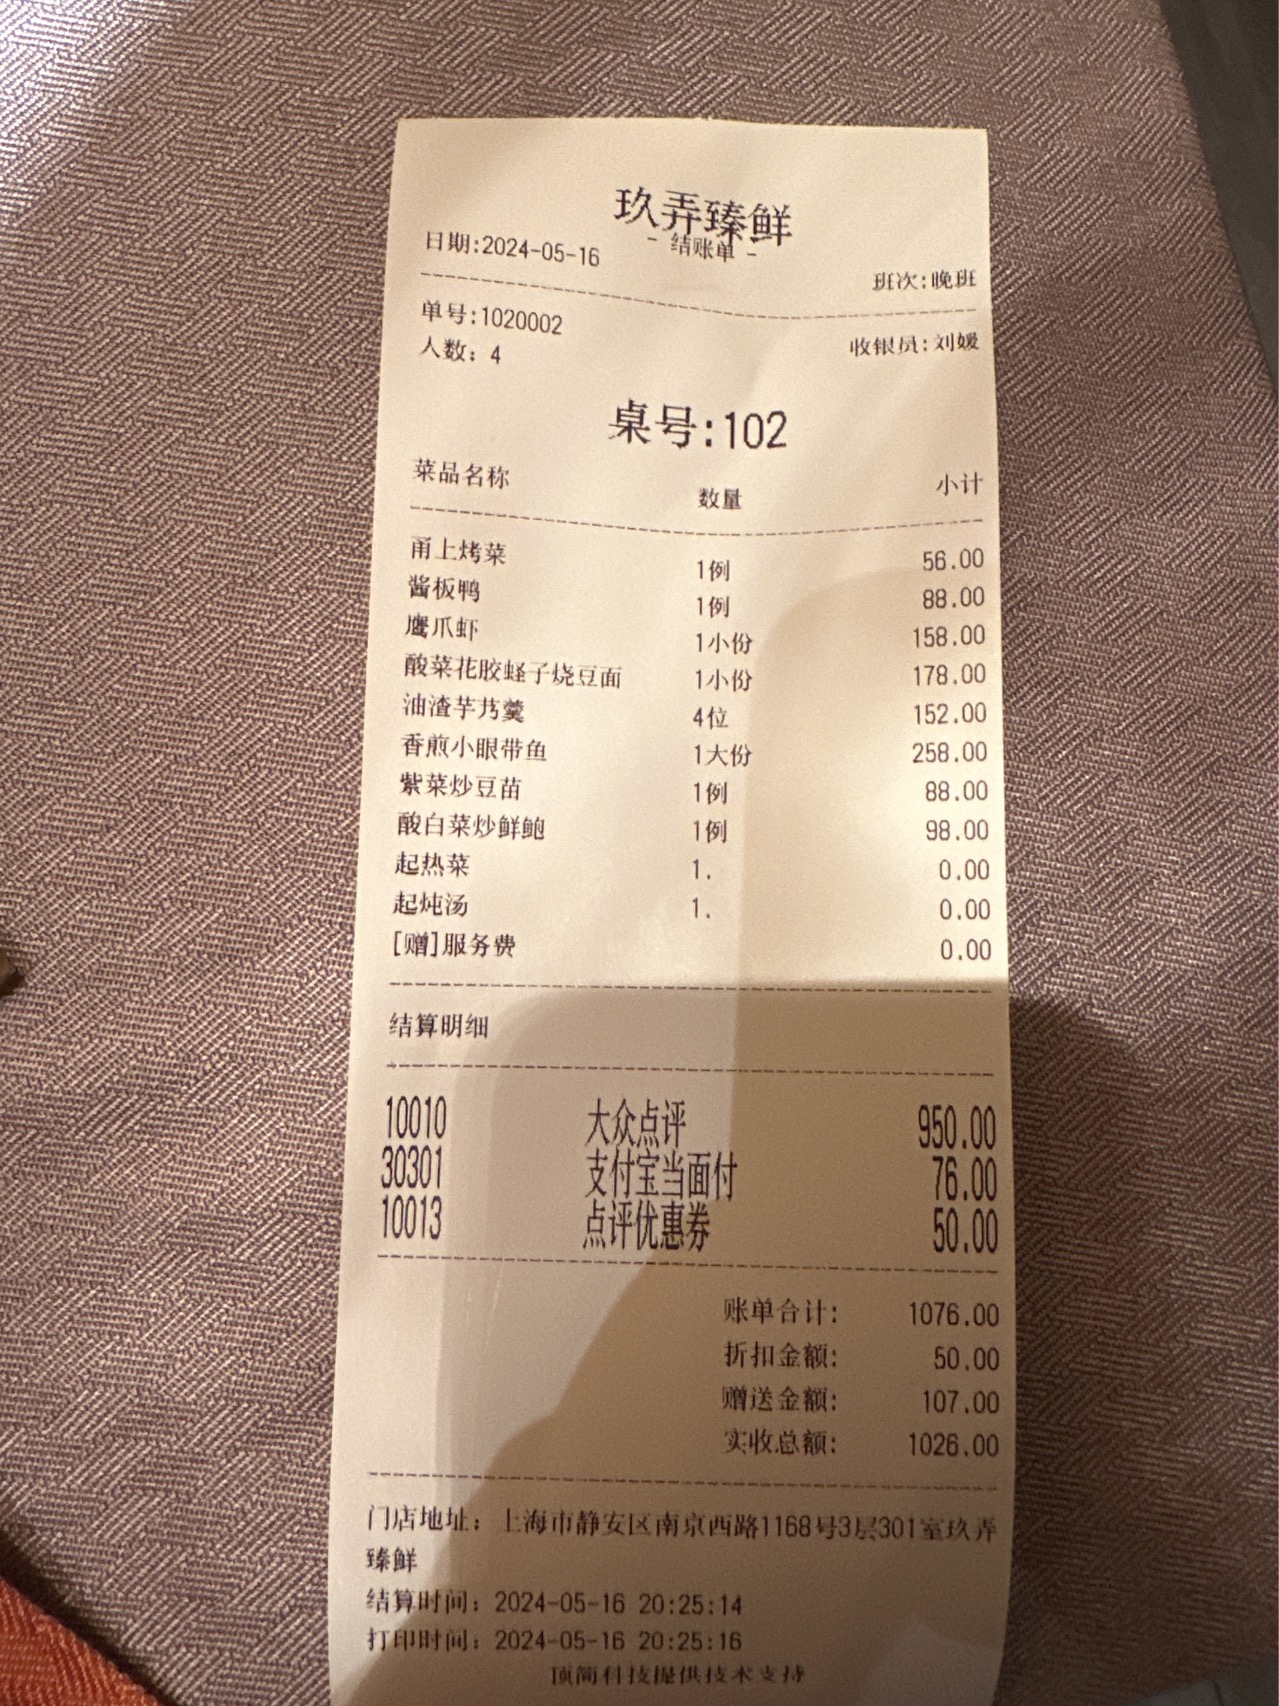 玖弄臻鲜
- 结账单 -
日期:2024-05-16
班次:晚班
单号:1020002
人数: 4
收银员:刘媛
桌号:102
菜品名称 数量 小计
甬上烤菜 1例 56.00
酱板鸭 1例 88.00
鹰爪虾 1小份 158.00
酸菜花胶蛏子烧豆面 1小份 178.00
油渣芋艿羹 4位 152.00
香煎小眼带鱼 1大份 258.00
紫菜炒豆苗 1例 88.00
酸白菜炒鲜鲍 1例 98.00
起热菜 1. 0.00
起炖汤 1. 0.00
[赠]服务费 0.00
结算明细
10010 大众点评 950.00
30301 支付宝当面付 76.00
10013 点评优惠券 50.00
账单合计: 1076.00
折扣金额: 50.00
赠送金额: 107.00
实收总额: 1026.00
门店地址: 上海市静安区南京西路1168号3层301室玖弄
臻鲜
结算时间: 2024-05-16 20:25:14
打印时间: 2024-05-16 20:25:16
顶简科技提供技术支持